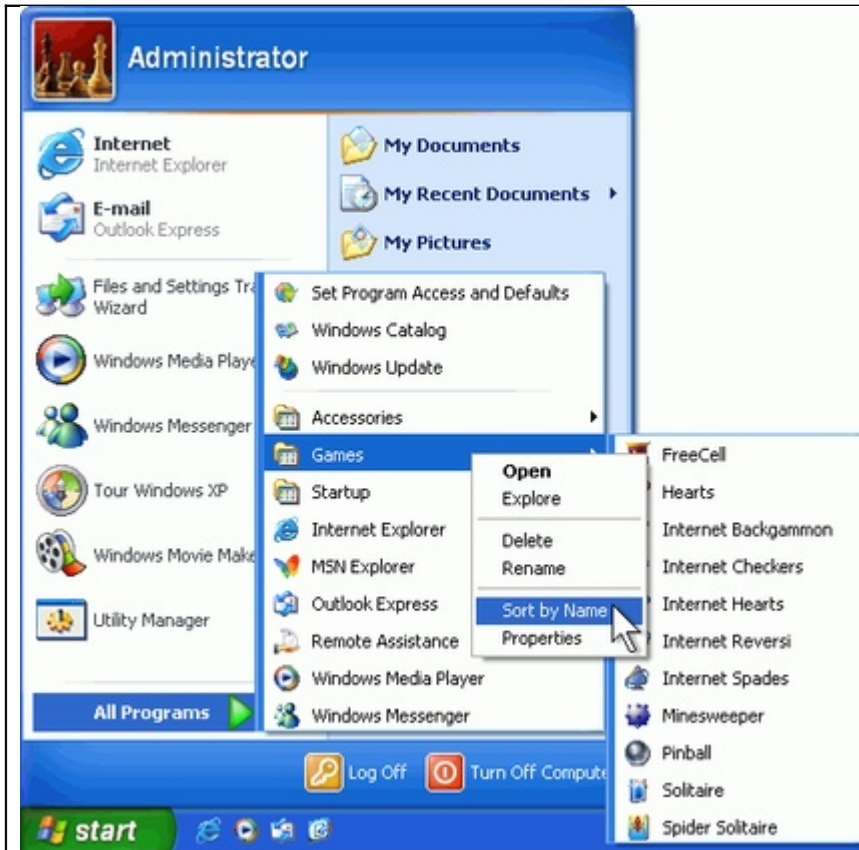 Administrator
Internet
Internet Explorer
E-mail
Outlook Express
Files and Settings Tra
Wizard
Windows Media Playe
Windows Messenger
Tour Windows XP
Windows Movie Make
Utility Manager
All Programs
My Documents
My Recent Documents
My Pictures
Set Program Access and Defaults
Windows Catalog
Windows Update
Accessories
Games
Startup
Internet Explorer
MSN Explorer
Outlook Express
Remote Assistance
Windows Media Player
Windows Messenger
Open
Explore
Delete
Rename
Sort by Name
Properties
FreeCell
Hearts
Internet Backgammon
Internet Checkers
Internet Hearts
Internet Reversi
Internet Spades
Minesweeper
Pinball
Solitaire
Spider Solitaire
Log Off
Turn Off Compute
start